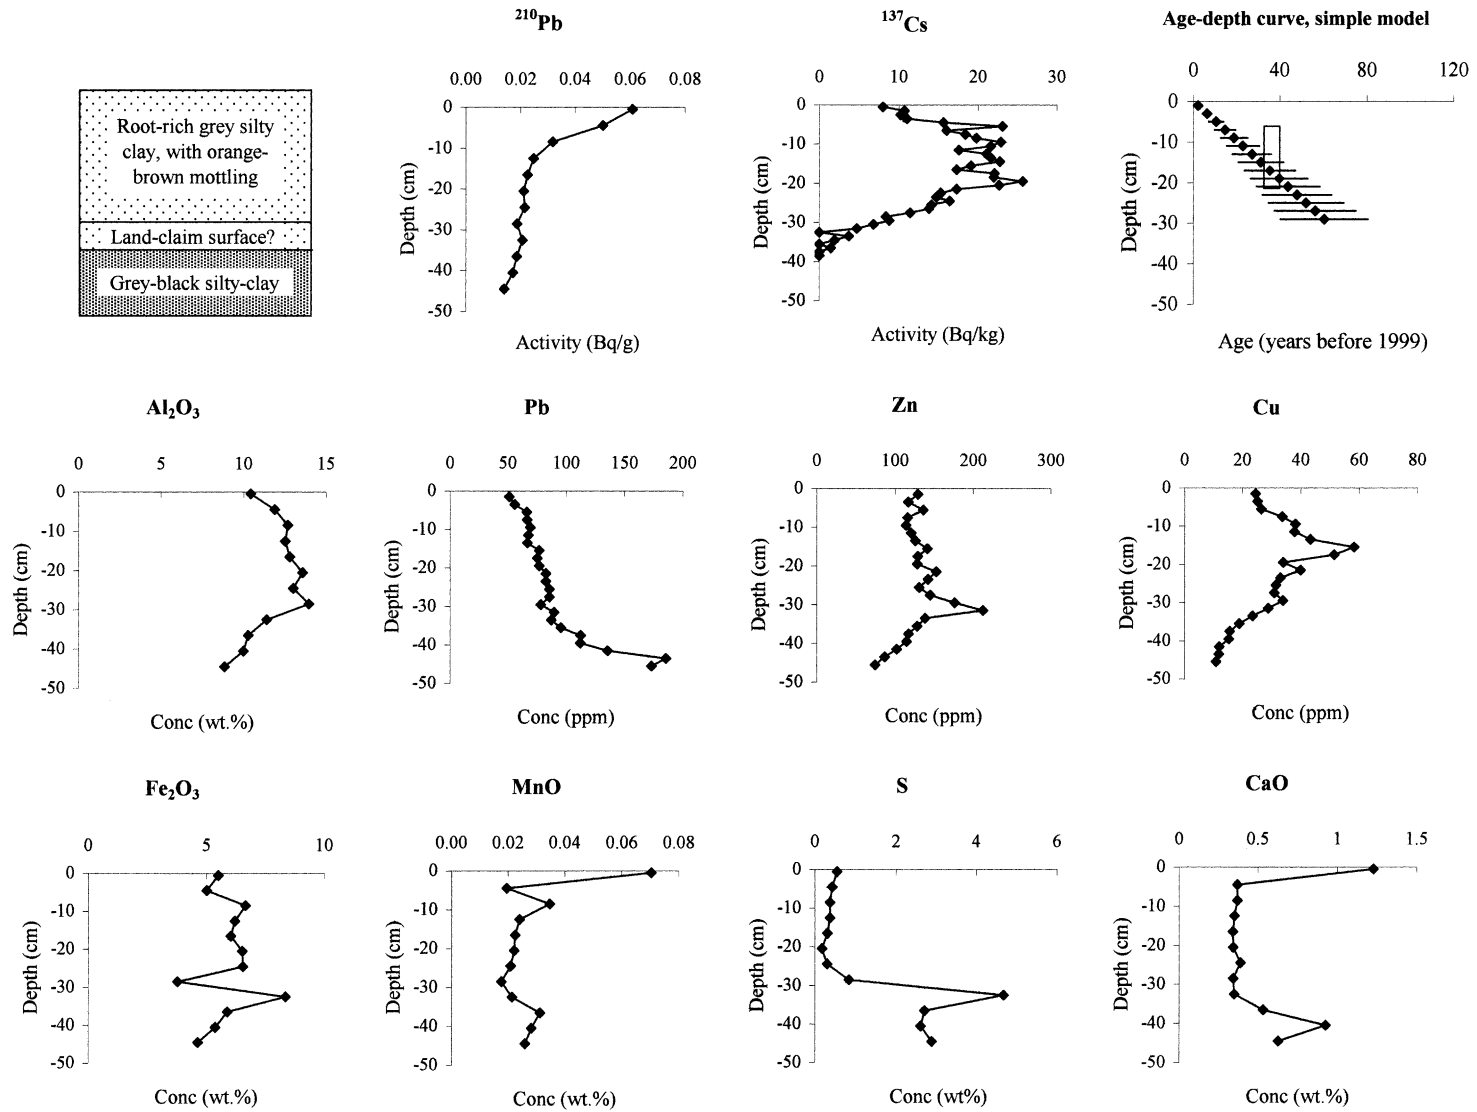 ²¹⁰Pb
0.00 0.02 0.04 0.06 0.08
0
-10
-20
-30
-40
-50
Depth (cm)
Activity (Bq/g)
¹³⁷Cs
0 10 20 30
0
-10
-20
-30
-40
-50
Depth (cm)
Activity (Bq/kg)
Age-depth curve, simple model
0 40 80 120
0
-10
-20
-30
-40
-50
Depth (cm)
Age (years before 1999)
Root-rich grey silty
clay, with orange-
brown mottling
Land-claim surface?
Grey-black silty-clay
Al₂O₃
0 5 10 15
0
-10
-20
-30
-40
-50
Depth (cm)
Conc (wt.%)
Pb
0 50 100 150 200
0
-10
-20
-30
-40
-50
Depth (cm)
Conc (ppm)
Zn
0 100 200 300
0
-10
-20
-30
-40
-50
Depth (cm)
Conc (ppm)
Cu
0 20 40 60 80
0
-10
-20
-30
-40
-50
Depth (cm)
Conc (ppm)
Fe₂O₃
0 5 10
0
-10
-20
-30
-40
-50
Depth (cm)
Conc (wt.%)
MnO
0.00 0.02 0.04 0.06 0.08
0
-10
-20
-30
-40
-50
Depth (cm)
Conc (wt.%)
S
0 2 4 6
0
-10
-20
-30
-40
-50
Depth (cm)
Conc (wt%)
CaO
0 0.5 1 1.5
0
-10
-20
-30
-40
-50
Depth (cm)
Conc (wt.%)